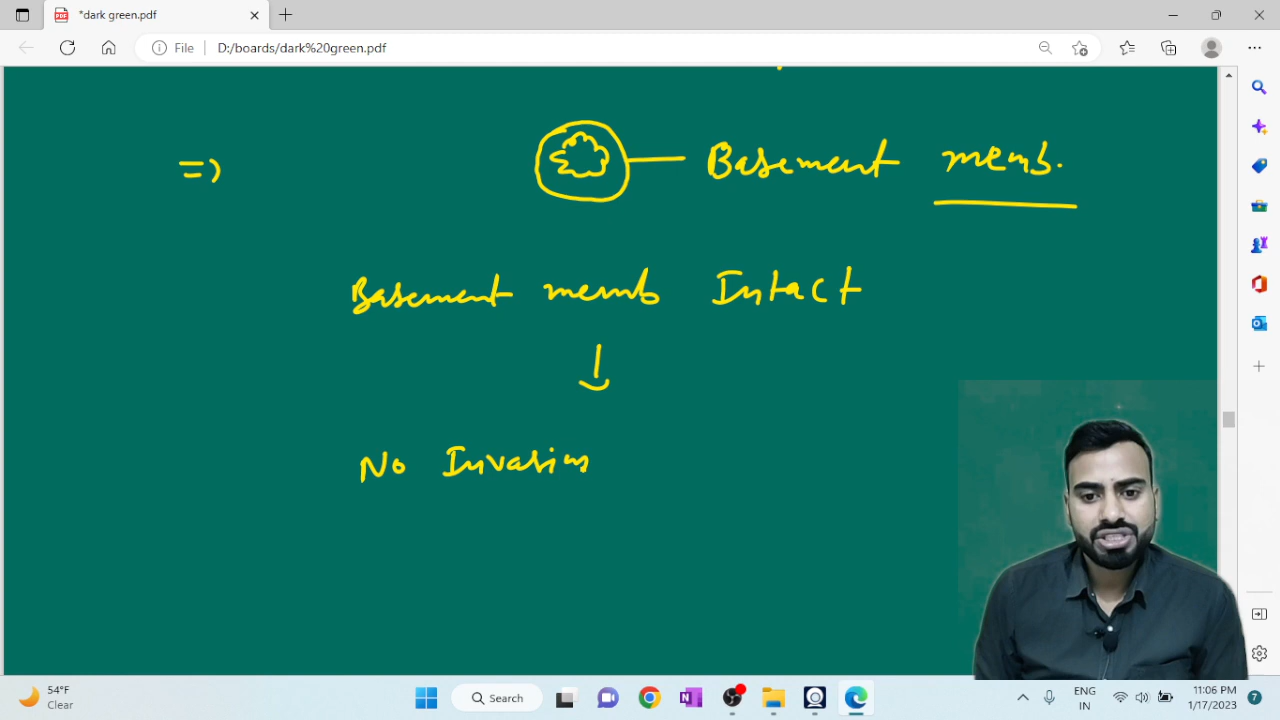 *dark green.pdf
File D:/boards/dark%20green.pdf
=> Basement memb.
Basement memb Intact
No Invasion
54°F
Clear
Search
ENG
IN
11:06 PM
1/17/2023
7